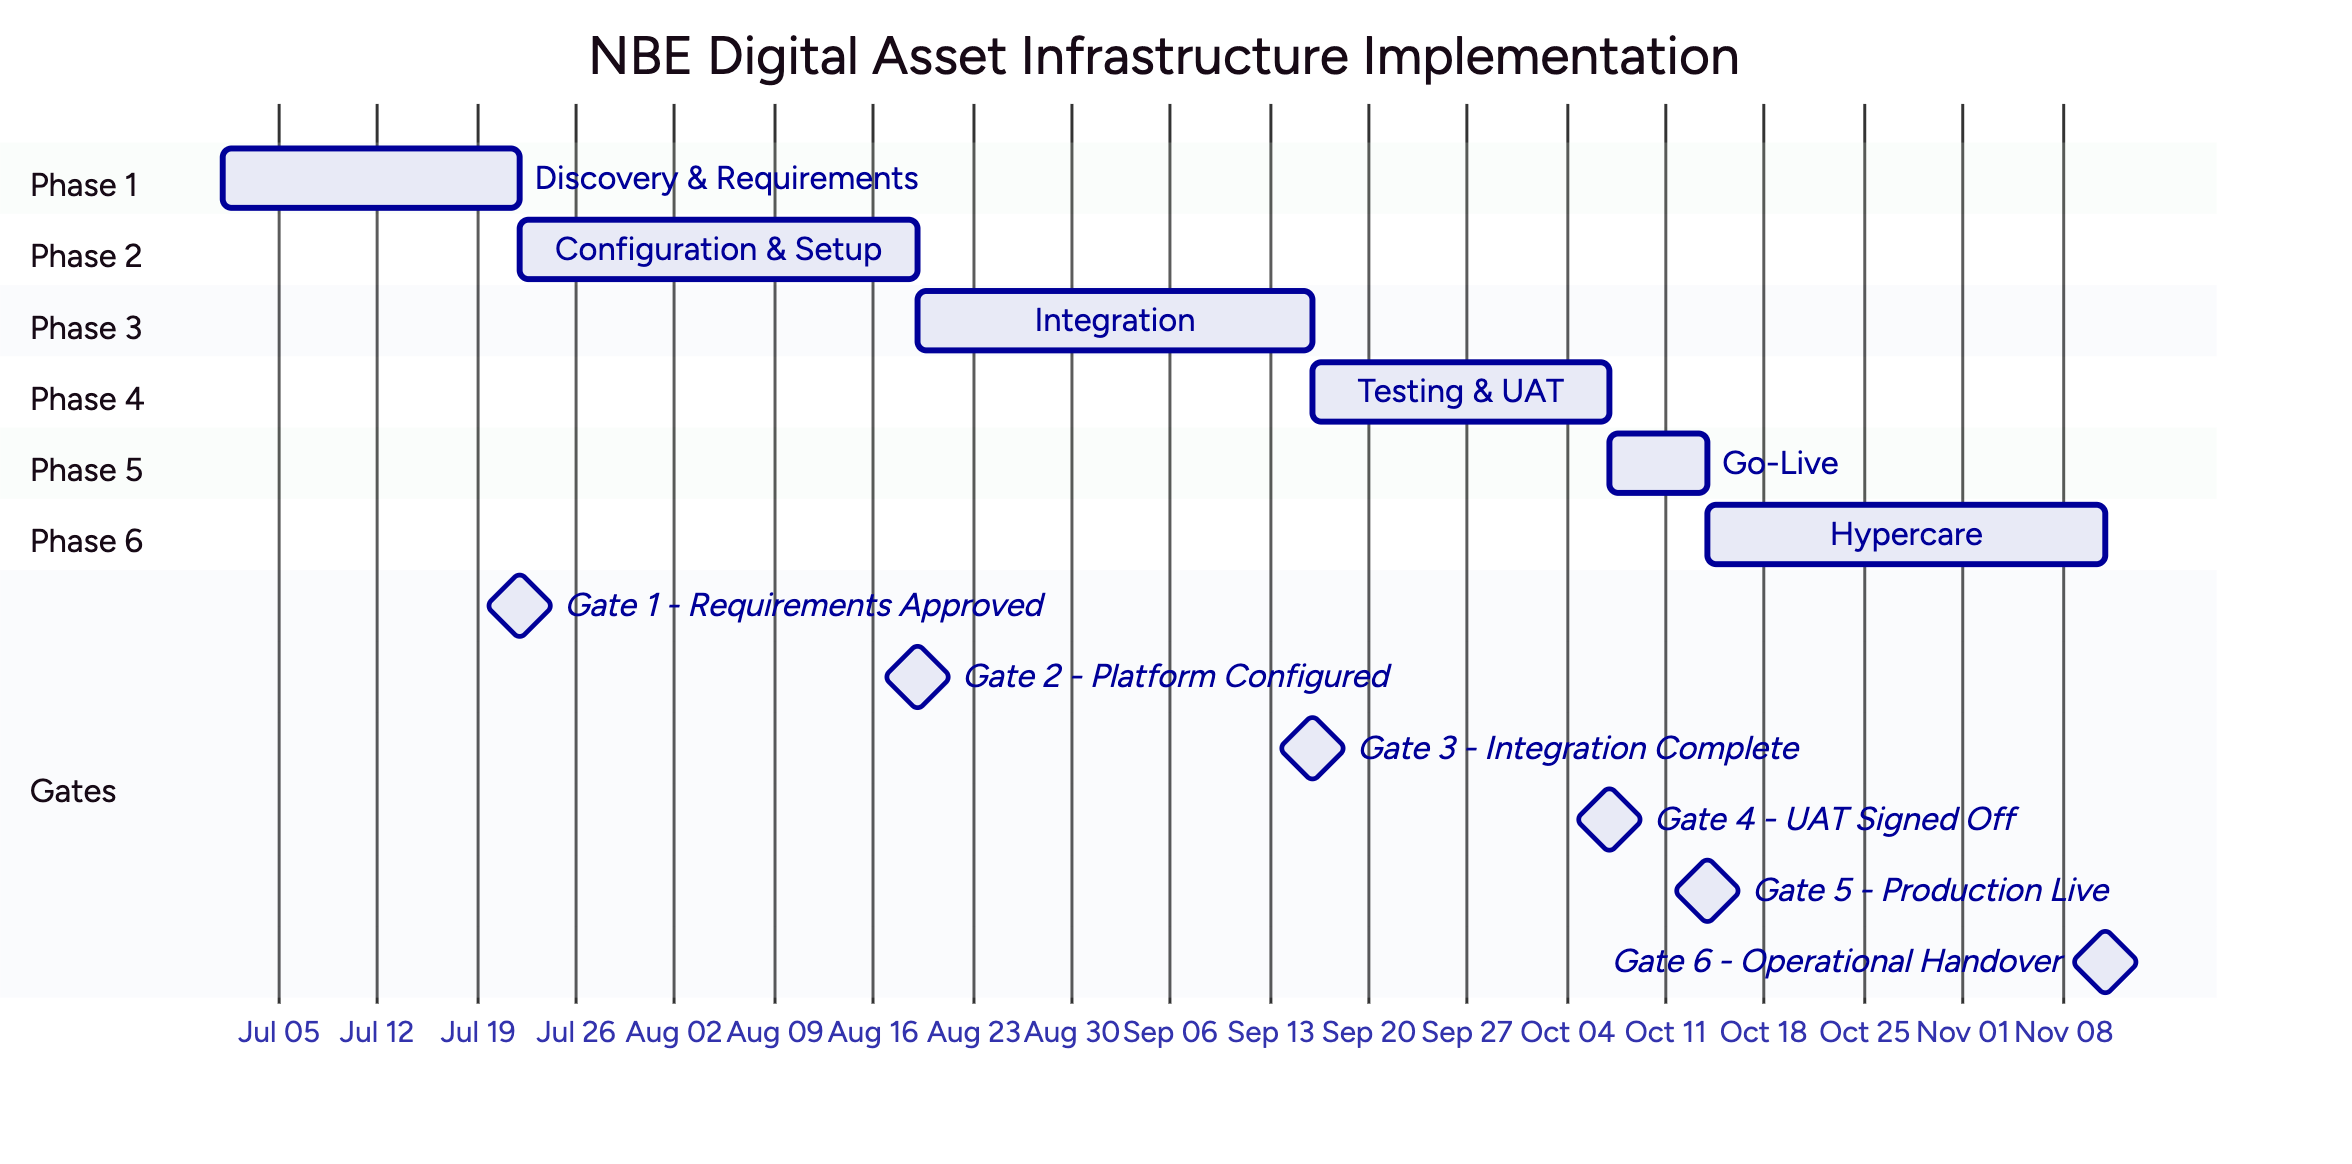 NBE Digital Asset Infrastructure Implementation
Phase 1
Discovery & Requirements
Phase 2
Configuration & Setup
Phase 3
Integration
Phase 4
Testing & UAT
Phase 5
Go-Live
Phase 6
Hypercare
Gates
Gate 1 - Requirements Approved
Gate 2 - Platform Configured
Gate 3 - Integration Complete
Gate 4 - UAT Signed Off
Gate 5 - Production Live
Gate 6 - Operational Handover
Jul 05 Jul 12 Jul 19 Jul 26 Aug 02 Aug 09 Aug 16 Aug 23 Aug 30 Sep 06 Sep 13 Sep 20 Sep 27 Oct 04 Oct 11 Oct 18 Oct 25 Nov 01 Nov 08